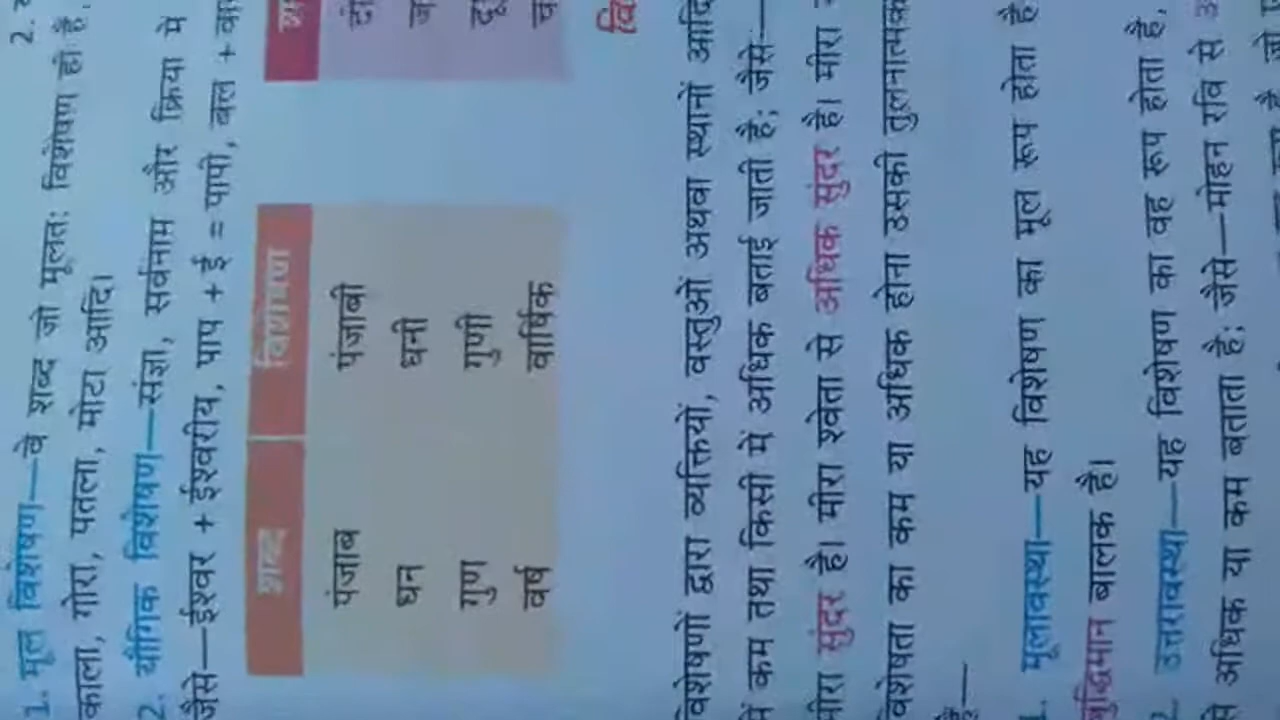 1. मूल विशेषण—वे शब्द जो मूलतः विशेषण ही हैं
2.
काला, गोरा, पतला, मोटा आदि।
2. यौगिक विशेषण—संज्ञा, सर्वनाम और क्रिया में
जैसे—ईश्वर + ईय = ईश्वरीय, पाप + ई = पापी, बल + वा
शब्द विशेषण
पंजाब पंजाबी
धन धनी
गुण गुणी
वर्ष वार्षिक
वि
विशेषणों द्वारा व्यक्तियों, वस्तुओं अथवा स्थानों आदि
में कम तथा किसी में अधिक बताई जाती है; जैसे—
मीरा सुंदर है। मीरा श्वेता से अधिक सुंदर है। मीरा
विशेषता का कम या अधिक होना उसकी तुलनात्मक
है—
1. मूलावस्था—यह विशेषण का मूल रूप होता है
बुद्धिमान बालक है।
2. उत्तरावस्था—यह विशेषण का वह रूप होता है,
से अधिक या कम बताता है; जैसे—मोहन रवि से